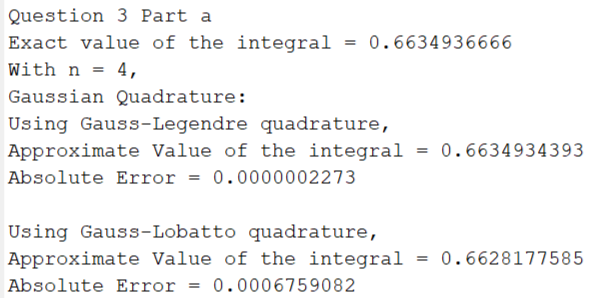 Question 3 Part a
Exact value of the integral = 0.6634936666
With n = 4,
Gaussian Quadrature:
Using Gauss-Legendre quadrature,
Approximate Value of the integral = 0.6634934393
Absolute Error = 0.0000002273
Using Gauss-Lobatto quadrature,
Approximate Value of the integral = 0.6628177585
Absolute Error = 0.0006759082